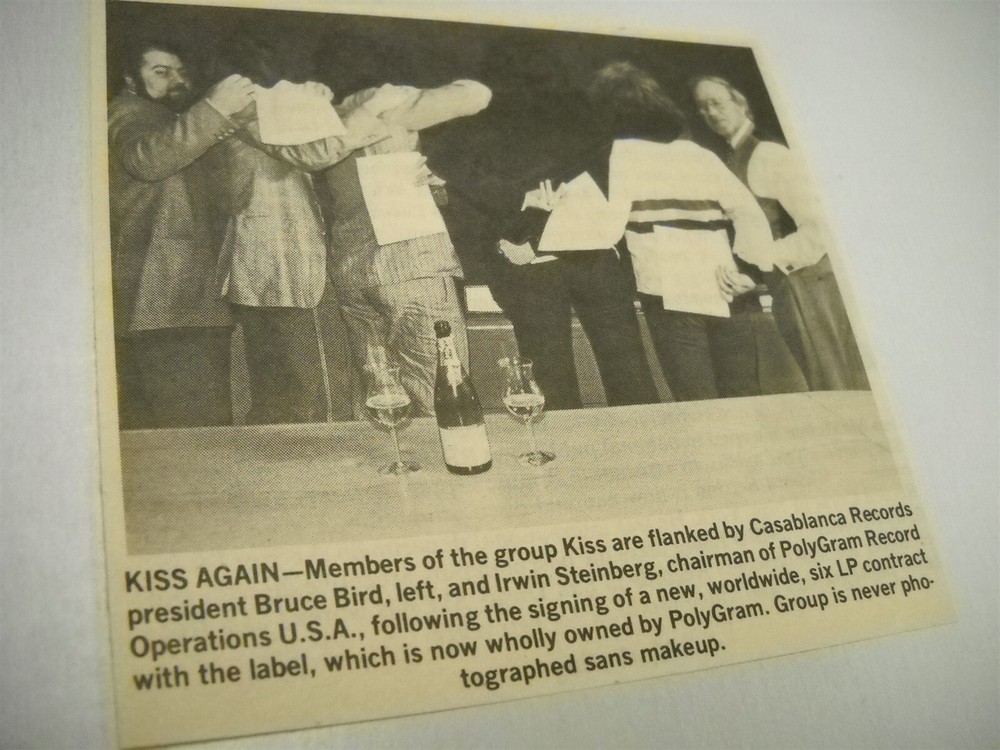 KISS AGAIN—Members of the group Kiss are flanked by Casablanca Records
president Bruce Bird, left, and Irwin Steinberg, chairman of PolyGram Record
Operations U.S.A., following the signing of a new, worldwide, six LP contract
with the label, which is now wholly owned by PolyGram. Group is never pho-
tographed sans makeup.